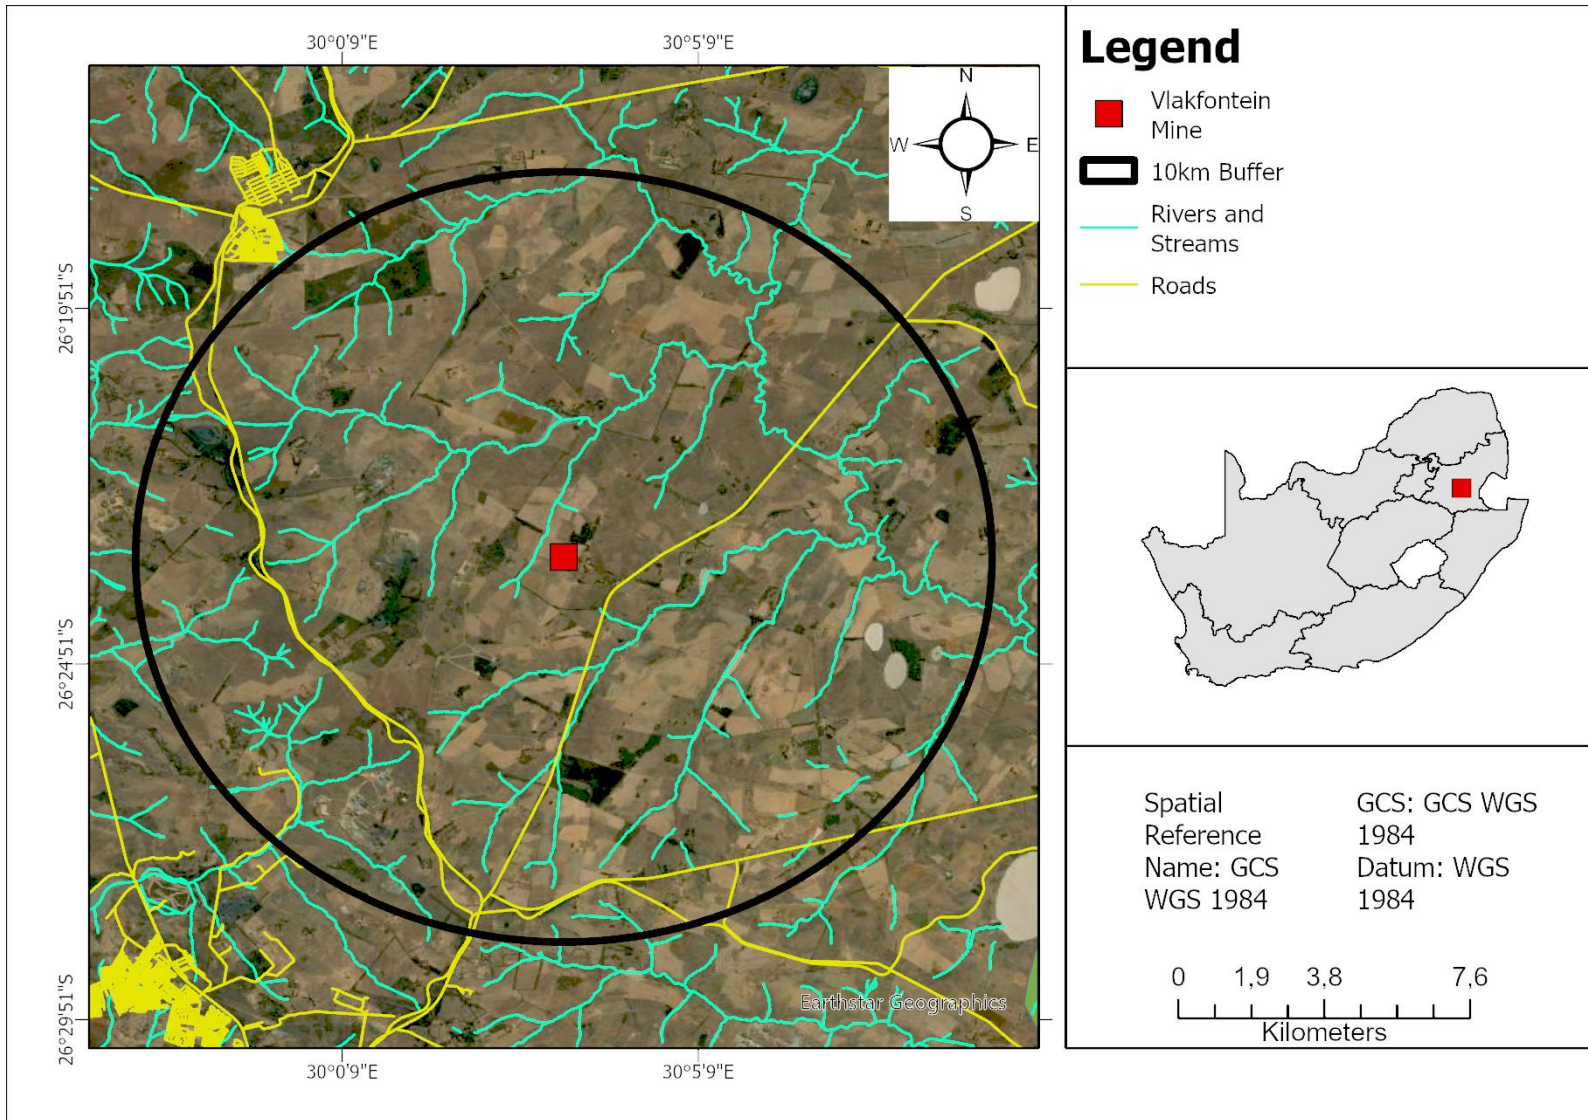 30°0'9"E
30°5'9"E
26°19'51"S
26°24'51"S
26°29'51"S
N
W
E
S
Earthstar Geographics
30°0'9"E
30°5'9"E
Legend
Vlakfontein
Mine
10km Buffer
Rivers and
Streams
Roads
Spatial
Reference
Name: GCS
WGS 1984
GCS: GCS WGS
1984
Datum: WGS
1984
0 1,9 3,8 7,6
Kilometers